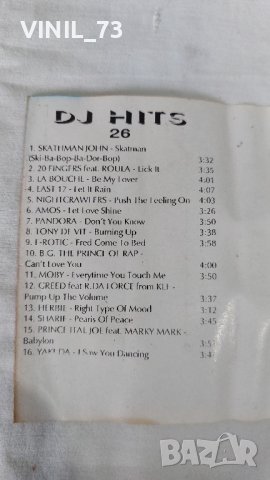 VINIL_73
DJ HITS
26
1. SKATHMAN JOHN - Skatman
(Ski-Ba-Bop-Ba-Dor-Bop) 3:32
2. 20 FINGERS feat. ROULA - Lick It 3:35
3. LA BOUCHE - Be My Lover 4:01
4. EAST 17 - Let It Rain 4:07
5. NIGHTCRAWLERS - Push The Feeling On 4:03
6. AMOS - Let Love Shine 3:26
7. PANDORA - Don't You Know 3:50
8. TONY DE VIT - Burning Up 3:38
9. E-ROTIC - Fred Come To Bed 3:58
10. B.G. THE PRINCE OF RAP -
Can't Love You 4:00
11. MOBY - Everytime You Touch Me 3:50
12. GREED feat R.DA FORCE from KLF -
Pump Up The Volume 3:37
13. HERBIE - Right Type Of Mood 3:12
14. SHARIF - Pearls Of Peace 3:45
15. PRINCE ITAL JOE feat. MARKY MARK -
Babylon
16. YAKI-DA - I Saw You Dancing
bazar
БАЗАР